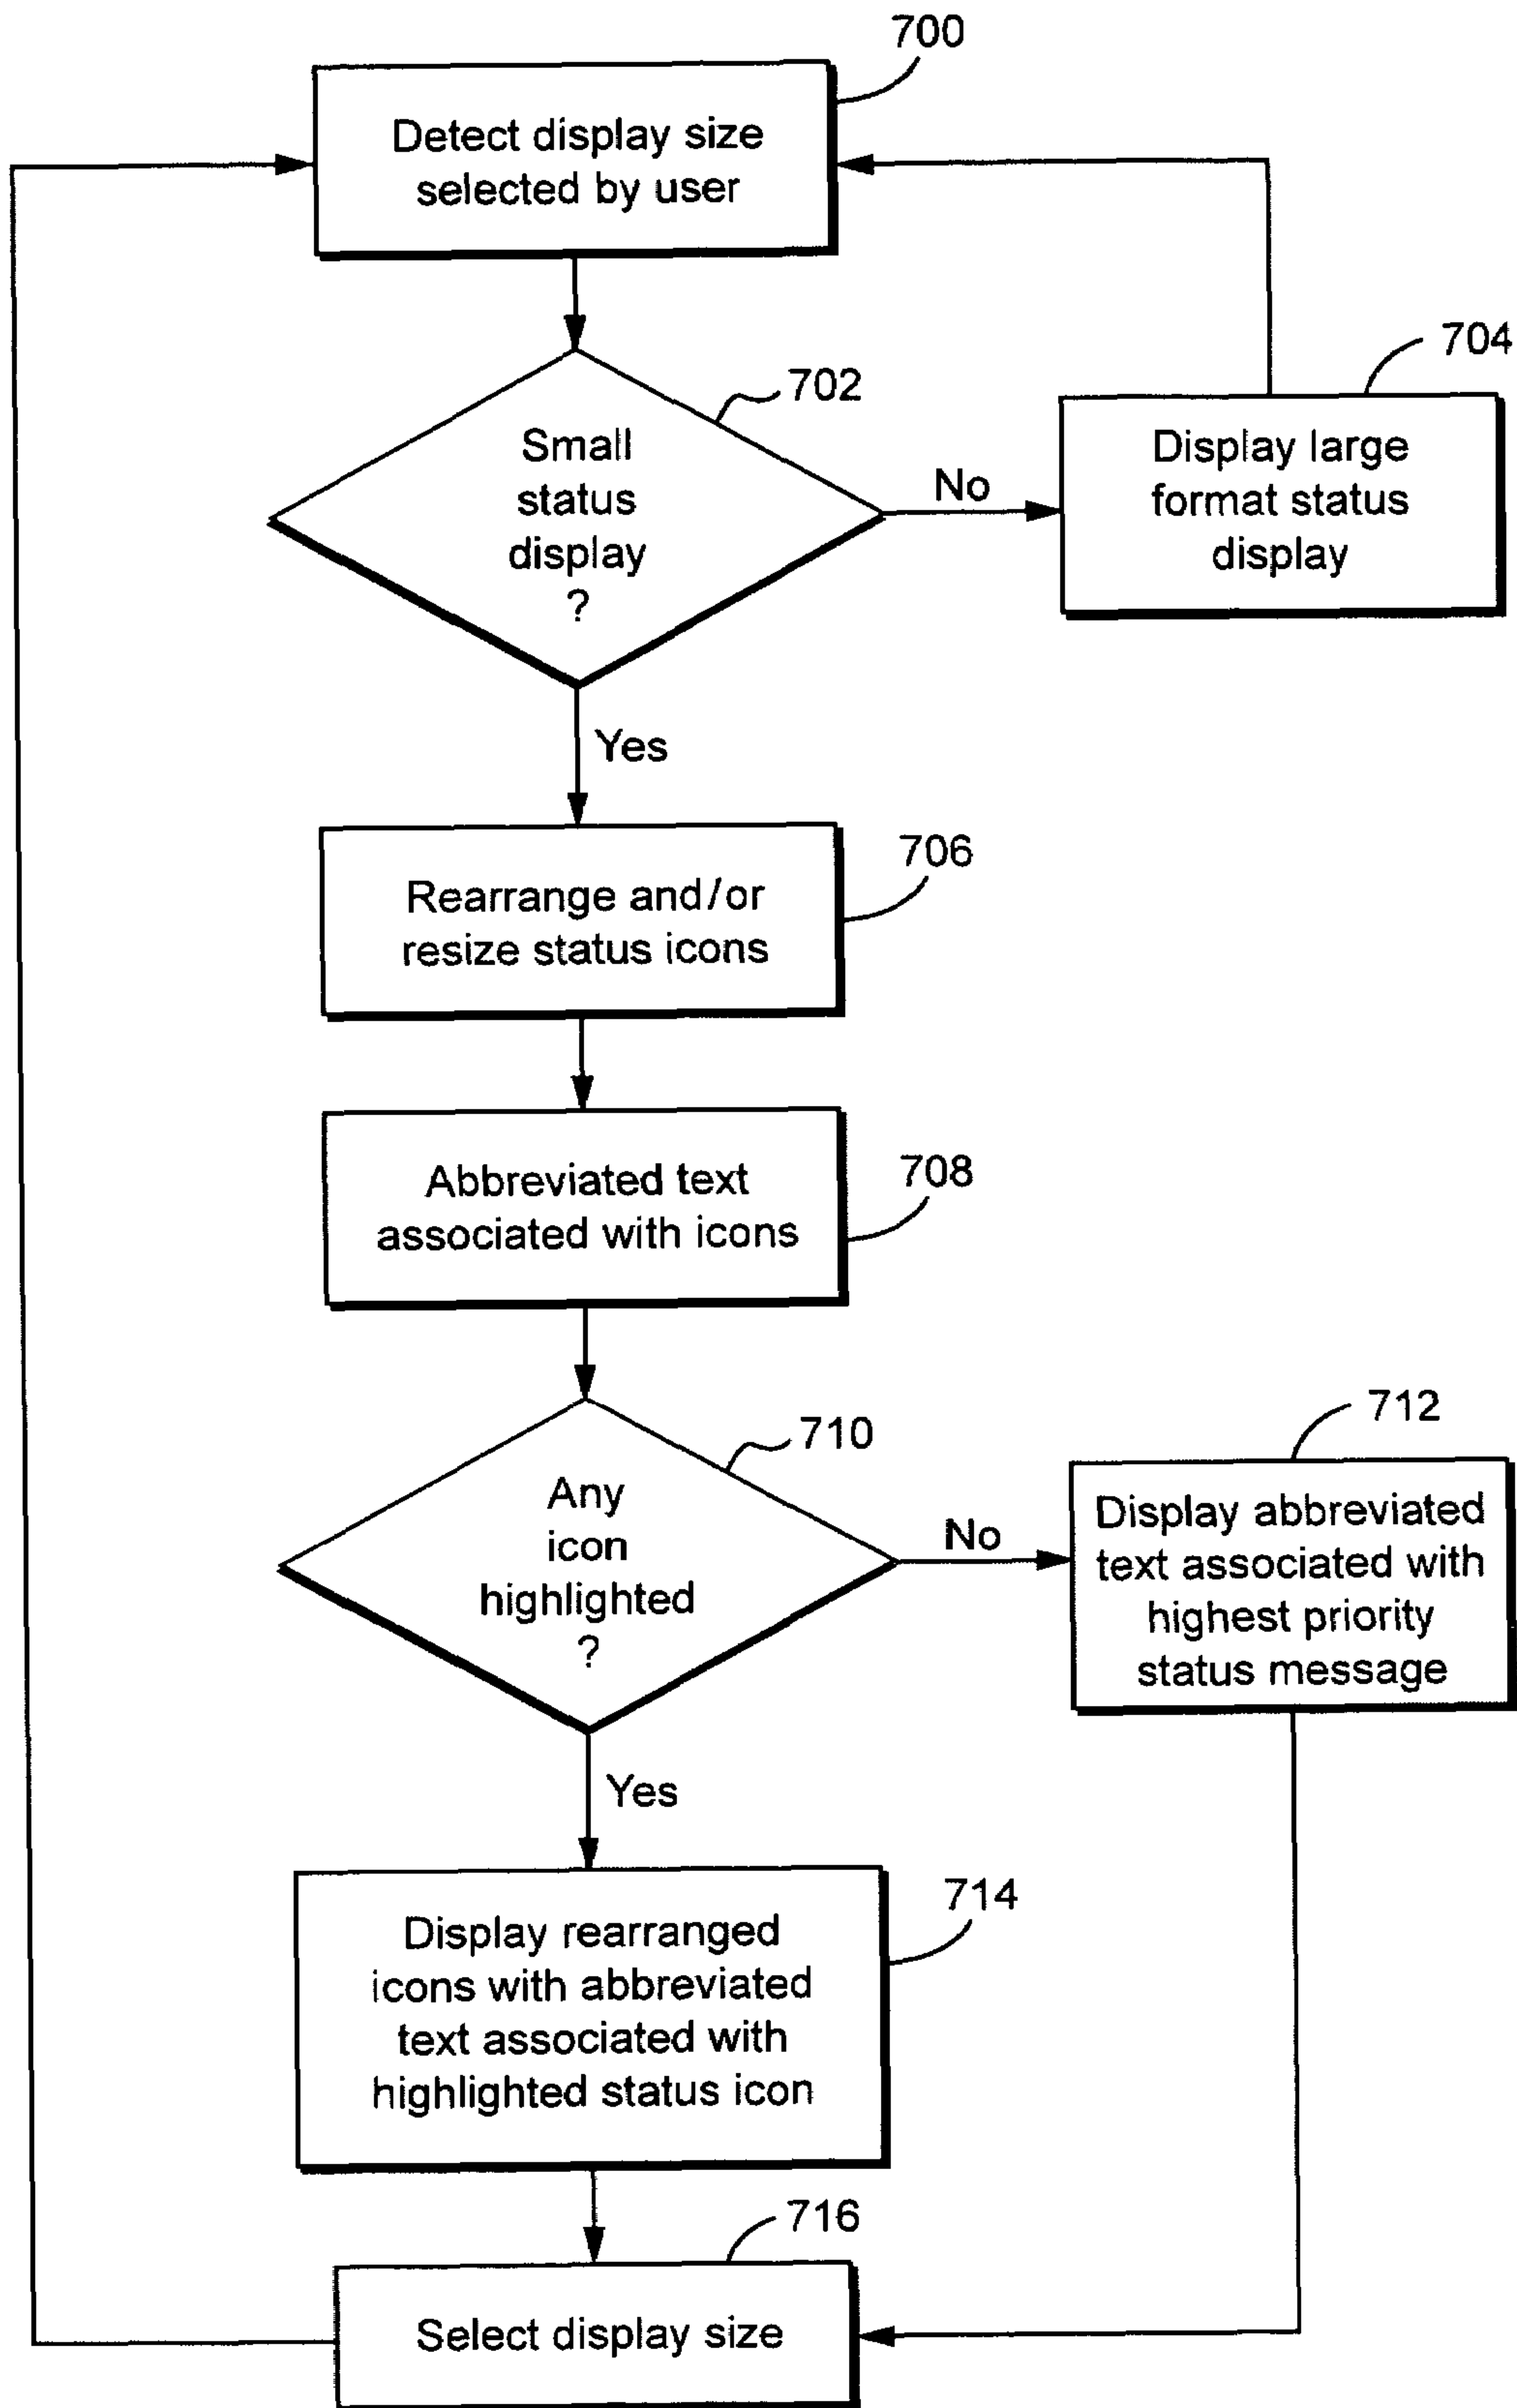 700
Detect display size
selected by user
702
Small
status
display
?
No
704
Display large
format status
display
Yes
706
Rearrange and/or
resize status icons
708
Abbreviated text
associated with icons
710
Any
icon
highlighted
?
No
712
Display abbreviated
text associated with
highest priority
status message
Yes
714
Display rearranged
icons with abbreviated
text associated with
highlighted status icon
716
Select display size